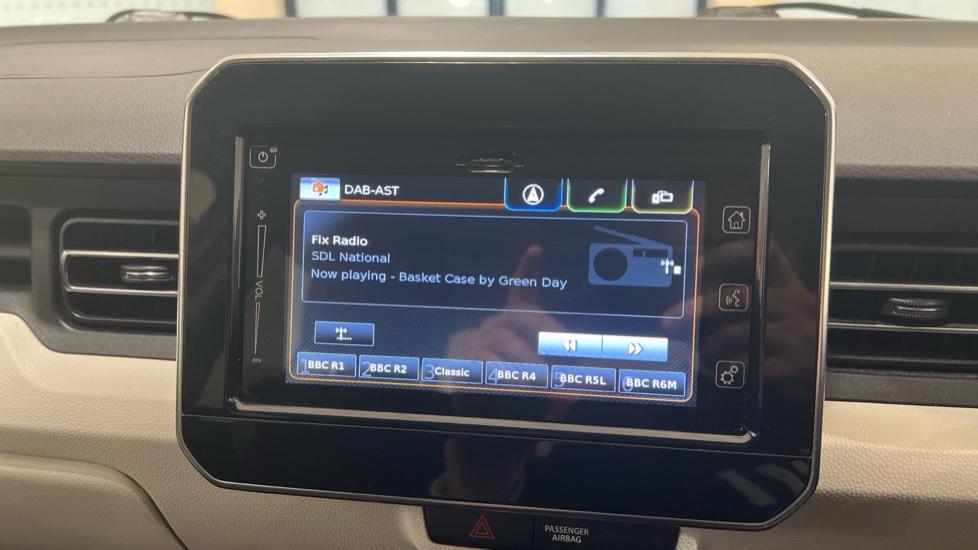 DAB-AST
Fix Radio
SDL National
Now playing - Basket Case by Green Day
VOL
1 BBC R1 2 BBC R2 3 Classic 4 BBC R4 5 BBC R5L 6 BBC R6M
PASSENGER
AIRBAG